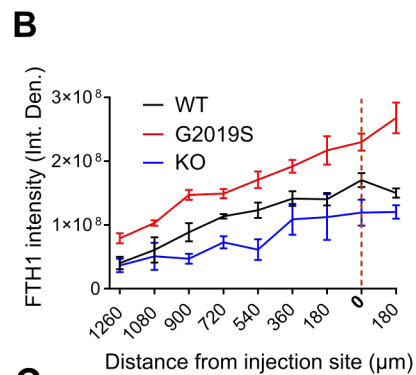 B
FTH1 intensity (Int. Den.)
3×10⁸
2×10⁸
1×10⁸
0
WT
G2019S
KO
1260 1080 900 720 540 360 180 0 180
Distance from injection site (μm)